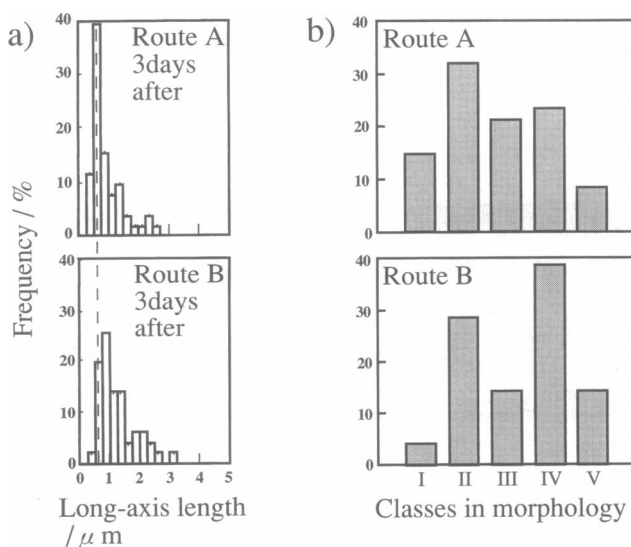 a)
Route A
3days
after
40
30
20
10
0
Route B
3days
after
40
30
20
10
0
0 1 2 3 4 5
Frequency / %
Long-axis length
/ μ m
b)
Route A
40
30
20
10
0
Route B
40
30
20
10
0
I II III IV V
Classes in morphology